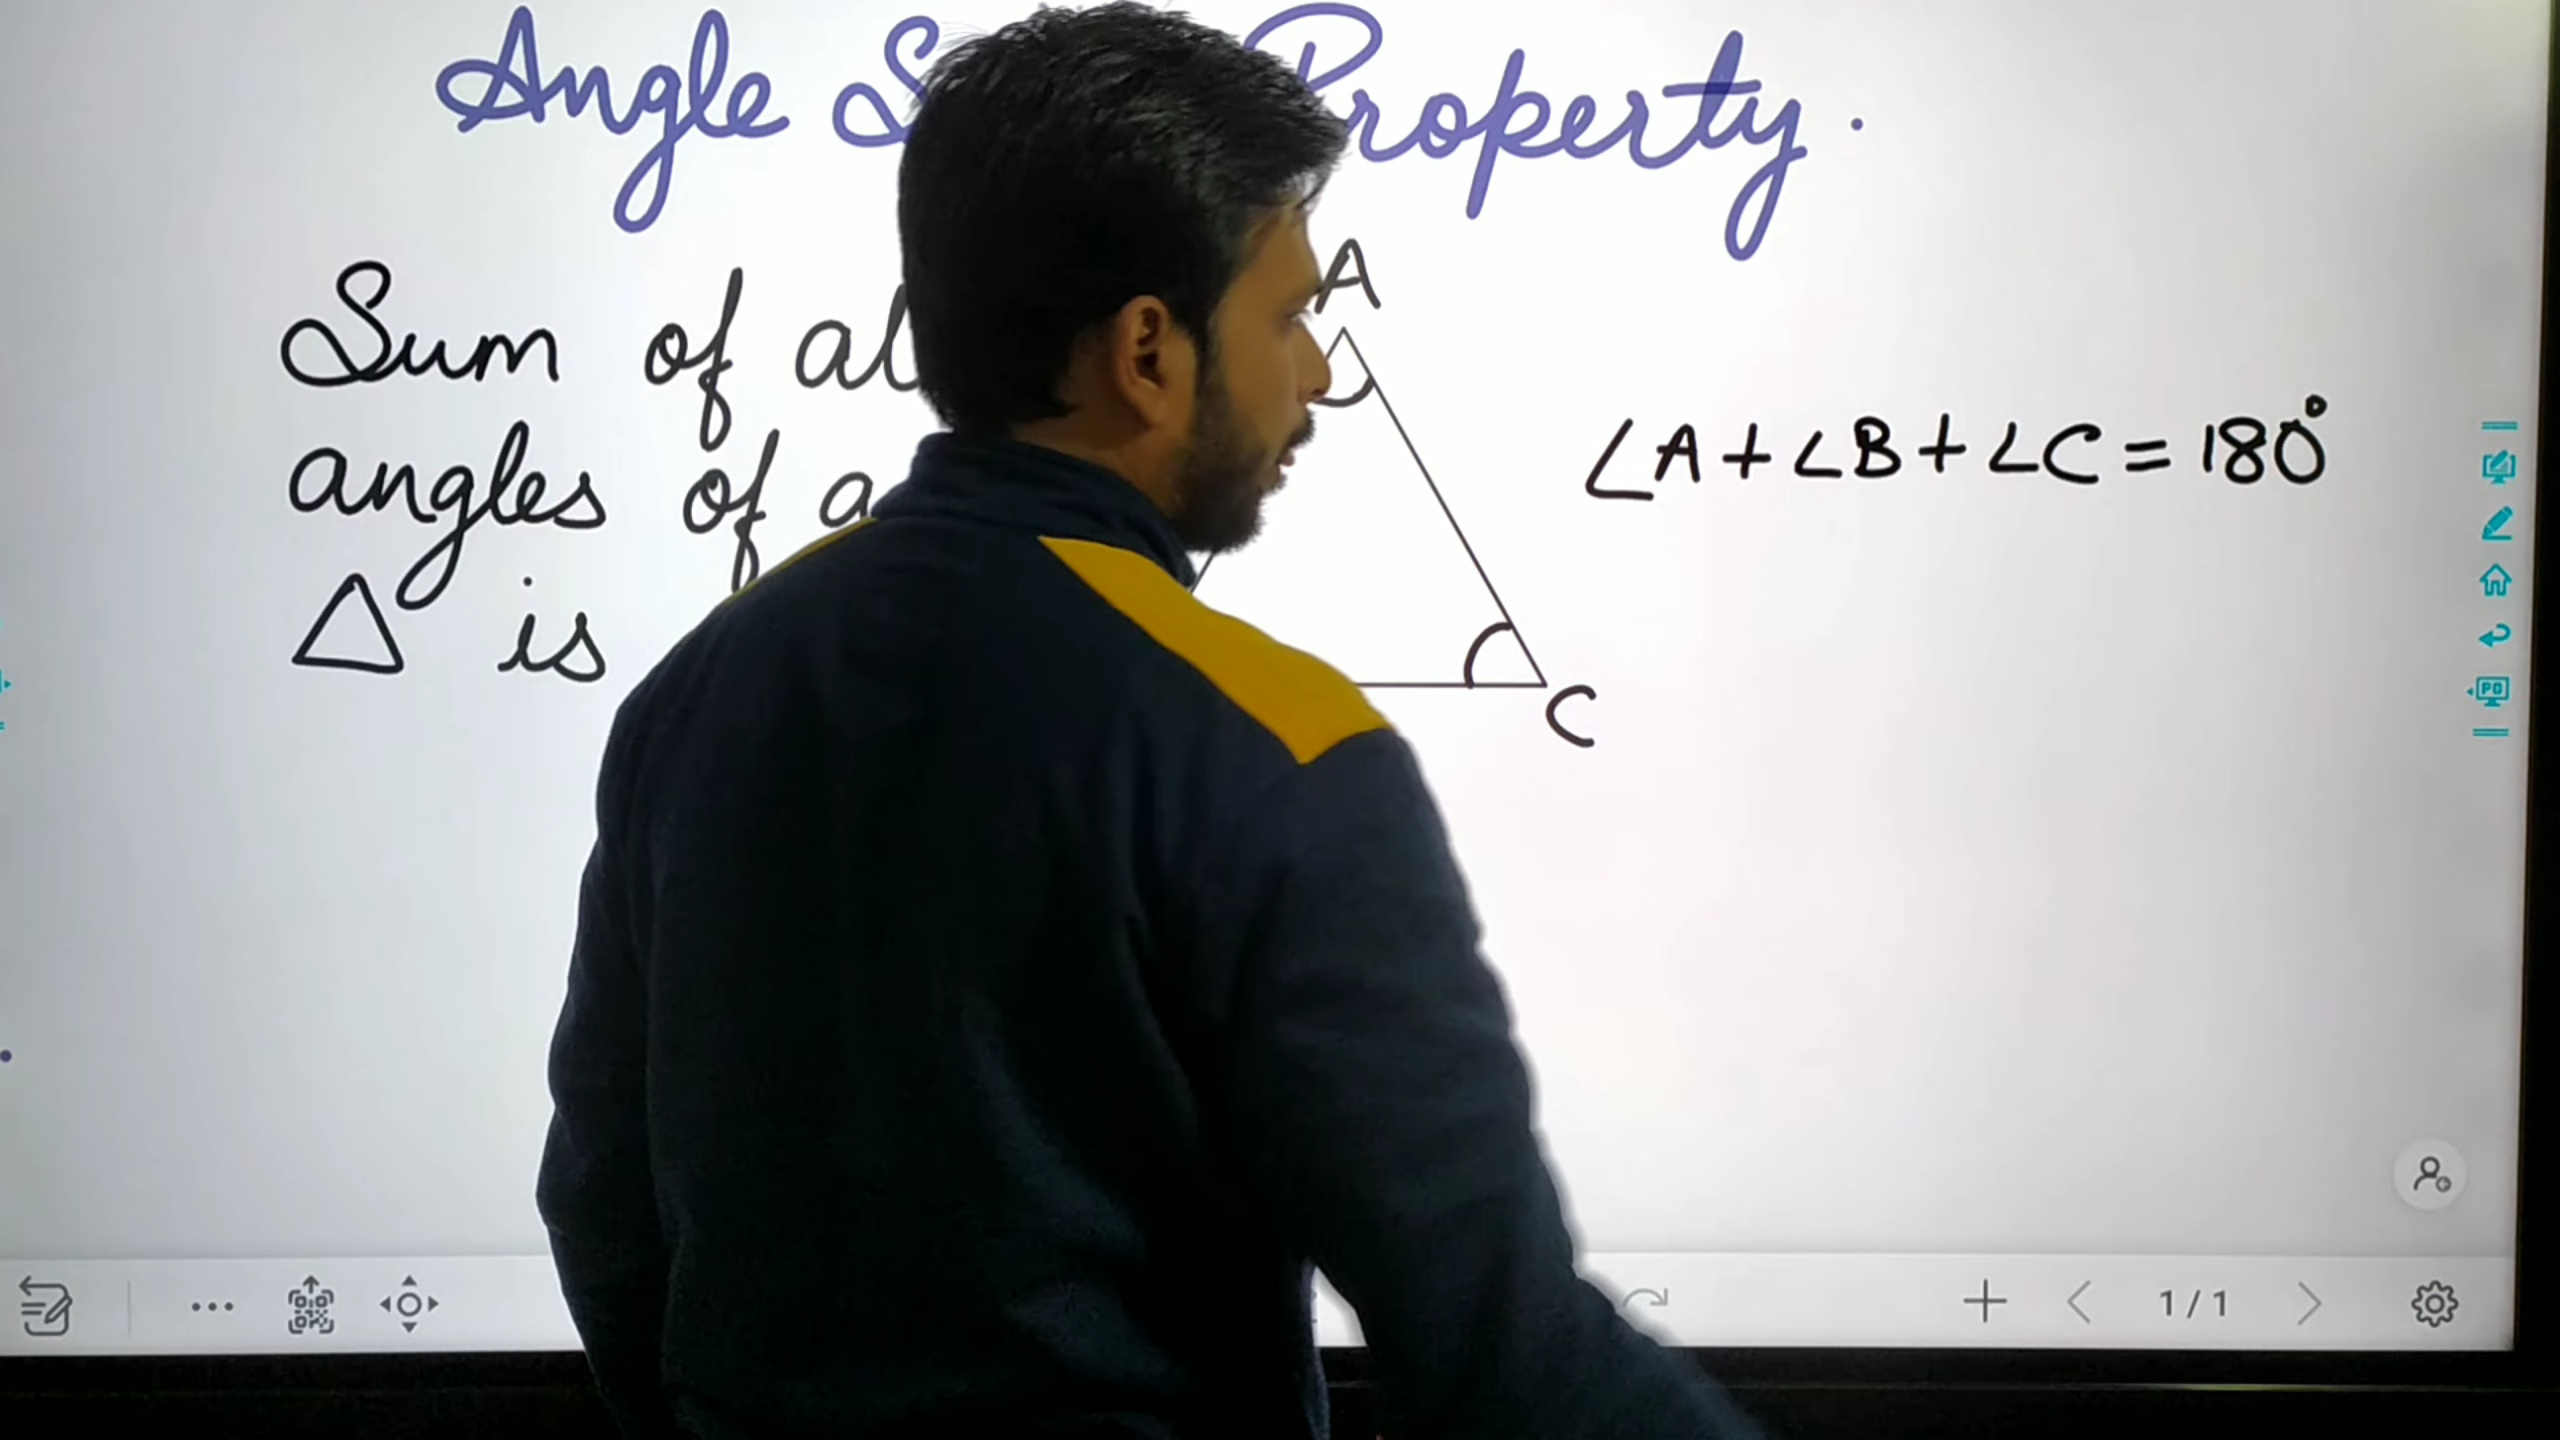 Angle Property.
Sum of al
A
∠A + ∠B + ∠C = 180°
angles of a
Δ is
C
1 / 1